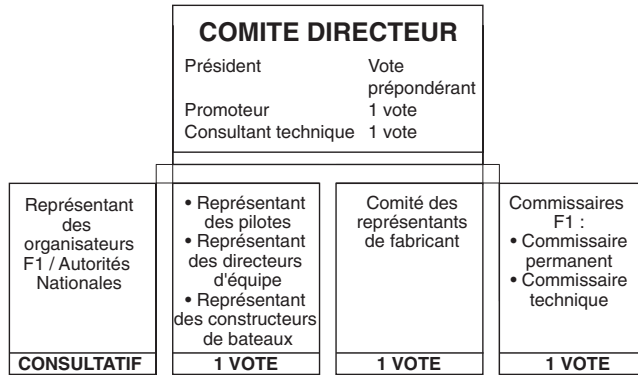 COMITE DIRECTEUR
Président Vote
prépondérant
Promoteur 1 vote
Consultant technique 1 vote
Représentant
des
organisateurs
F1 / Autorités
Nationales
CONSULTATIF
• Représentant
des pilotes
• Représentant
des directeurs
d'équipe
• Représentant
des constructeurs
de bateaux
1 VOTE
Comité des
représentants
de fabricant
1 VOTE
Commissaires
F1 :
• Commissaire
permanent
• Commissaire
technique
1 VOTE